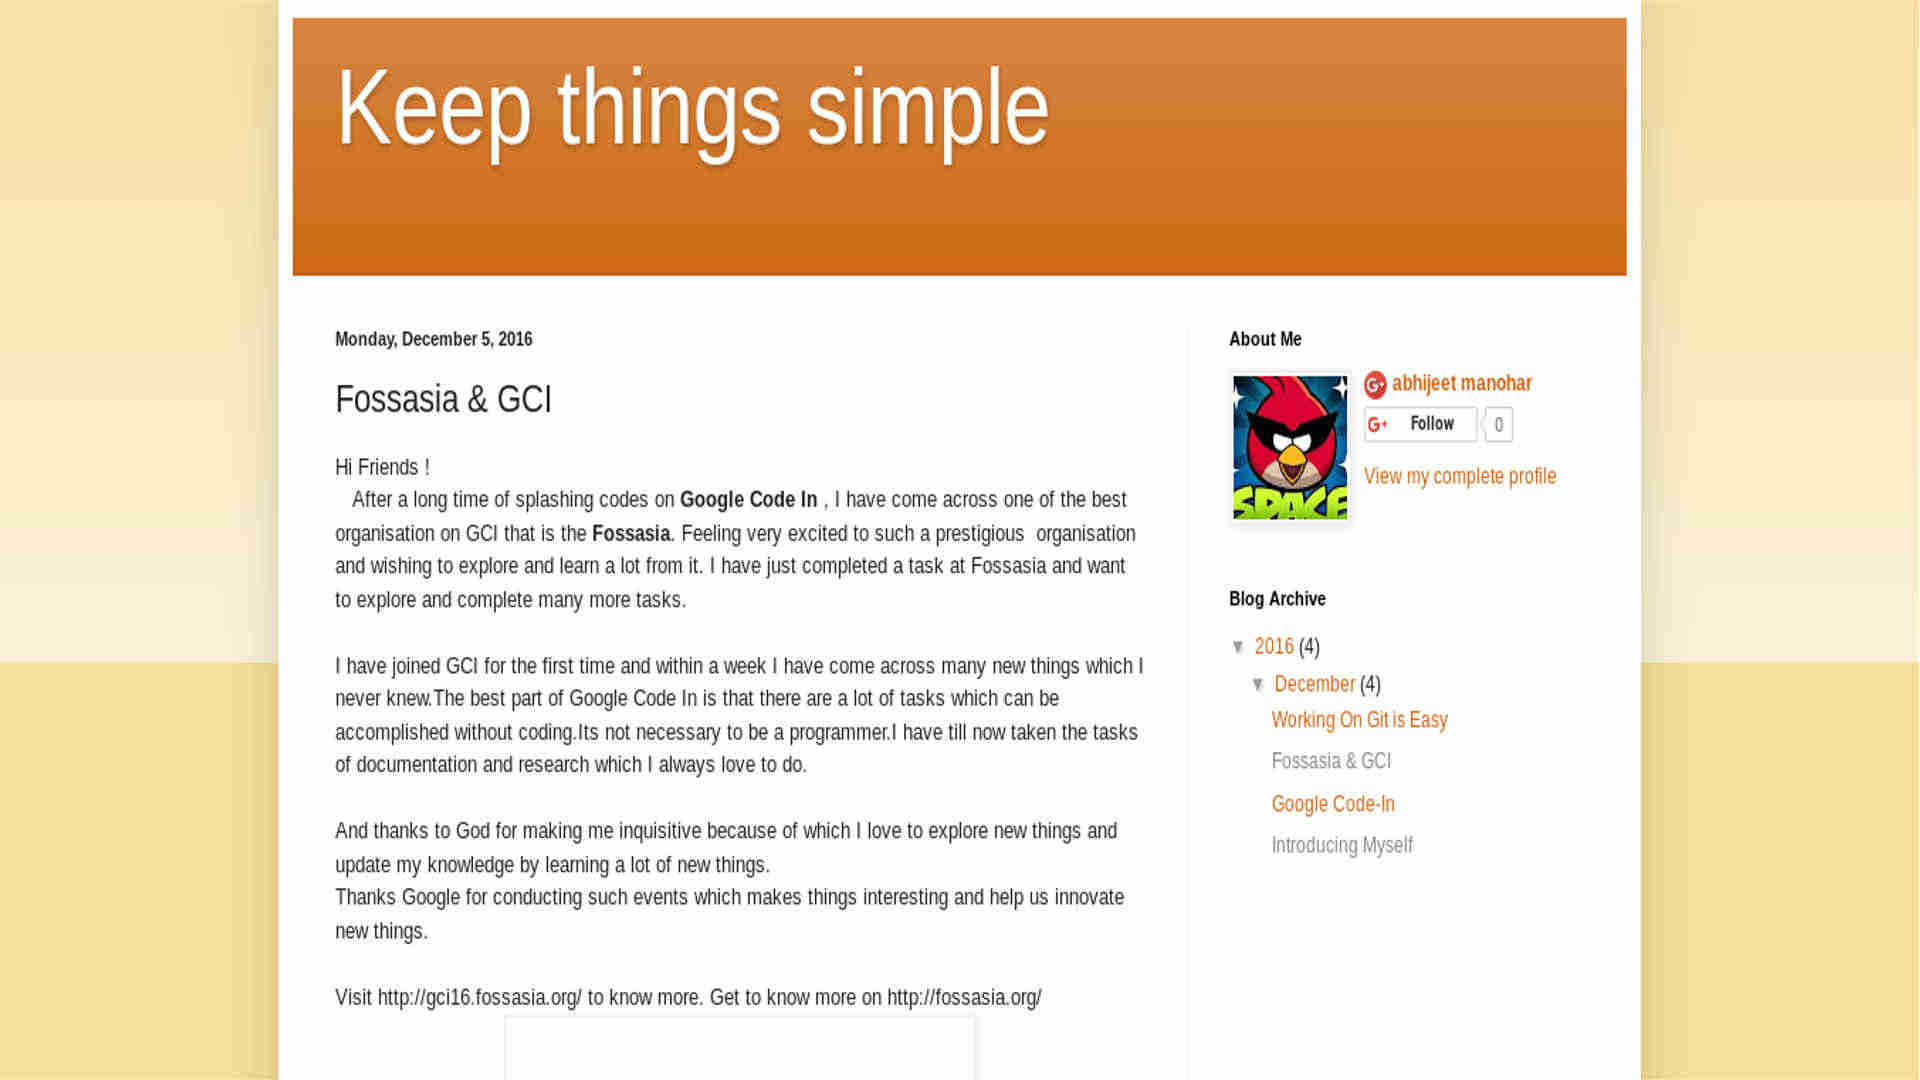 Keep things simple
Monday, December 5, 2016
Fossasia & GCI
Hi Friends !
After a long time of splashing codes on Google Code In , I have come across one of the best
organisation on GCI that is the Fossasia. Feeling very excited to such a prestigious  organisation
and wishing to explore and learn a lot from it. I have just completed a task at Fossasia and want
to explore and complete many more tasks.
I have joined GCI for the first time and within a week I have come across many new things which I
never knew.The best part of Google Code In is that there are a lot of tasks which can be
accomplished without coding.Its not necessary to be a programmer.I have till now taken the tasks
of documentation and research which I always love to do.
And thanks to God for making me inquisitive because of which I love to explore new things and
update my knowledge by learning a lot of new things.
Thanks Google for conducting such events which makes things interesting and help us innovate
new things.
Visit http://gci16.fossasia.org/ to know more. Get to know more on http://fossasia.org/
About Me
SPACE
G+ abhijeet manohar
G+ Follow 0
View my complete profile
Blog Archive
▼ 2016 (4)
▼ December (4)
Working On Git is Easy
Fossasia & GCI
Google Code-In
Introducing Myself